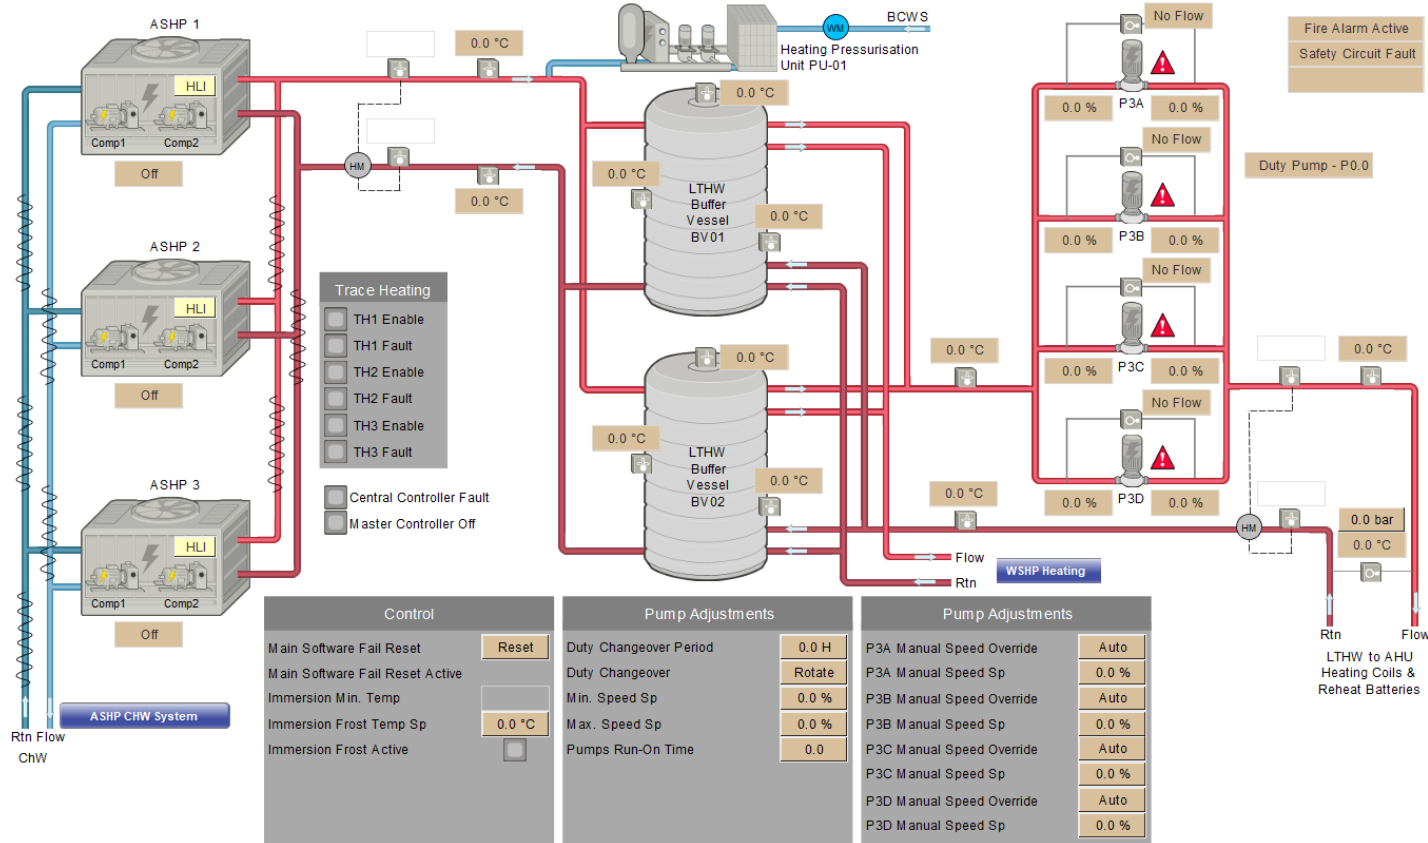 ASHP 1
HLI
Comp1
Comp2
Off
ASHP 2
HLI
Comp1
Comp2
Off
ASHP 3
HLI
Comp1
Comp2
Off
Rtn
Flow
ChW
ASHP CHW System
0.0 °C
HM
0.0 °C
Trace Heating
TH1 Enable
TH1 Fault
TH2 Enable
TH2 Fault
TH3 Enable
TH3 Fault
Central Controller Fault
Master Controller Off
WM
BCWS
Heating Pressurisation
Unit PU-01
0.0 °C
0.0 °C
LTHW
Buffer
Vessel
BV01
0.0 °C
0.0 °C
0.0 °C
LTHW
Buffer
Vessel
BV02
0.0 °C
Flow
Rtn
WSHP Heating
0.0 °C
0.0 °C
No Flow
0.0 %
P3A
0.0 %
No Flow
0.0 %
P3B
0.0 %
No Flow
0.0 %
P3C
0.0 %
No Flow
0.0 %
P3D
0.0 %
Fire Alarm Active
Safety Circuit Fault
Duty Pump - P0.0
0.0 °C
HM
0.0 bar
0.0 °C
Rtn
Flow
LTHW to AHU
Heating Coils &
Reheat Batteries
Control
Main Software Fail Reset
Reset
Main Software Fail Reset Active
Immersion Min. Temp
Immersion Frost Temp Sp
0.0 °C
Immersion Frost Active
Pump Adjustments
Duty Changeover Period
0.0 H
Duty Changeover
Rotate
Min. Speed Sp
0.0 %
Max. Speed Sp
0.0 %
Pumps Run-On Time
0.0
Pump Adjustments
P3A Manual Speed Override
Auto
P3A Manual Speed Sp
0.0 %
P3B Manual Speed Override
Auto
P3B Manual Speed Sp
0.0 %
P3C Manual Speed Override
Auto
P3C Manual Speed Sp
0.0 %
P3D Manual Speed Override
Auto
P3D Manual Speed Sp
0.0 %